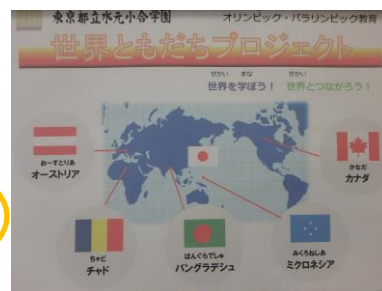 東京都立水元小合学園
オリンピック・パラリンピック教育
世界ともだちプロジェクト
せかい まな せかい
世界を学ぼう！ 世界とつながろう！
おーすとりあ
オーストリア
かなだ
カナダ
ちゃど
チャド
ばんぐらでしゅ
バングラデシュ
みくろねしあ
ミクロネシア